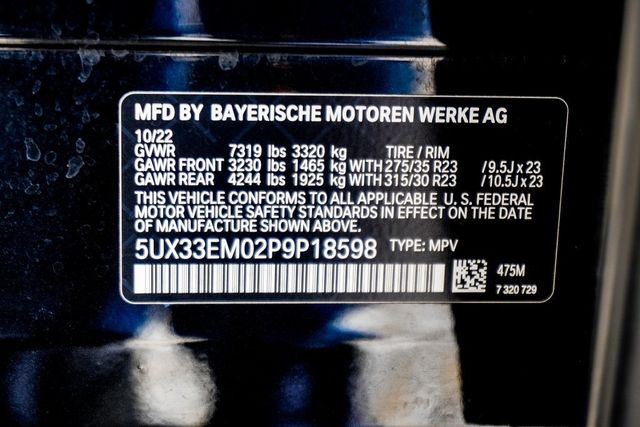 MFD BY BAYERISCHE MOTOREN WERKE AG
10/22
GVWR 7319 lbs 3320 kg TIRE / RIM
GAWR FRONT 3230 lbs 1465 kg WITH 275/35 R23 /9.5J x 23
GAWR REAR 4244 lbs 1925 kg WITH 315/30 R23 /10.5J x 23
THIS VEHICLE CONFORMS TO ALL APPLICABLE U. S. FEDERAL
MOTOR VEHICLE SAFETY STANDARDS IN EFFECT ON THE DATE
OF MANUFACTURE SHOWN ABOVE.
5UX33EM02P9P18598 TYPE: MPV
475M
7 320 729